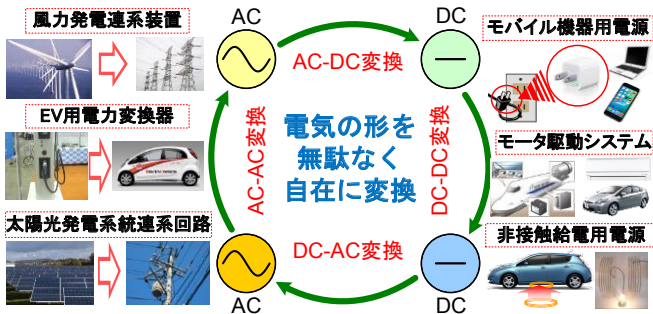 風力発電連系装置
AC
DC
モバイル機器用電源
AC-DC変換
EV用電力変換器
電気の形を
無駄なく
自在に変換
AC-AC変換
DC-DC変換
モータ駆動システム
太陽光発電系統連系回路
DC-AC変換
非接触給電用電源
AC
DC